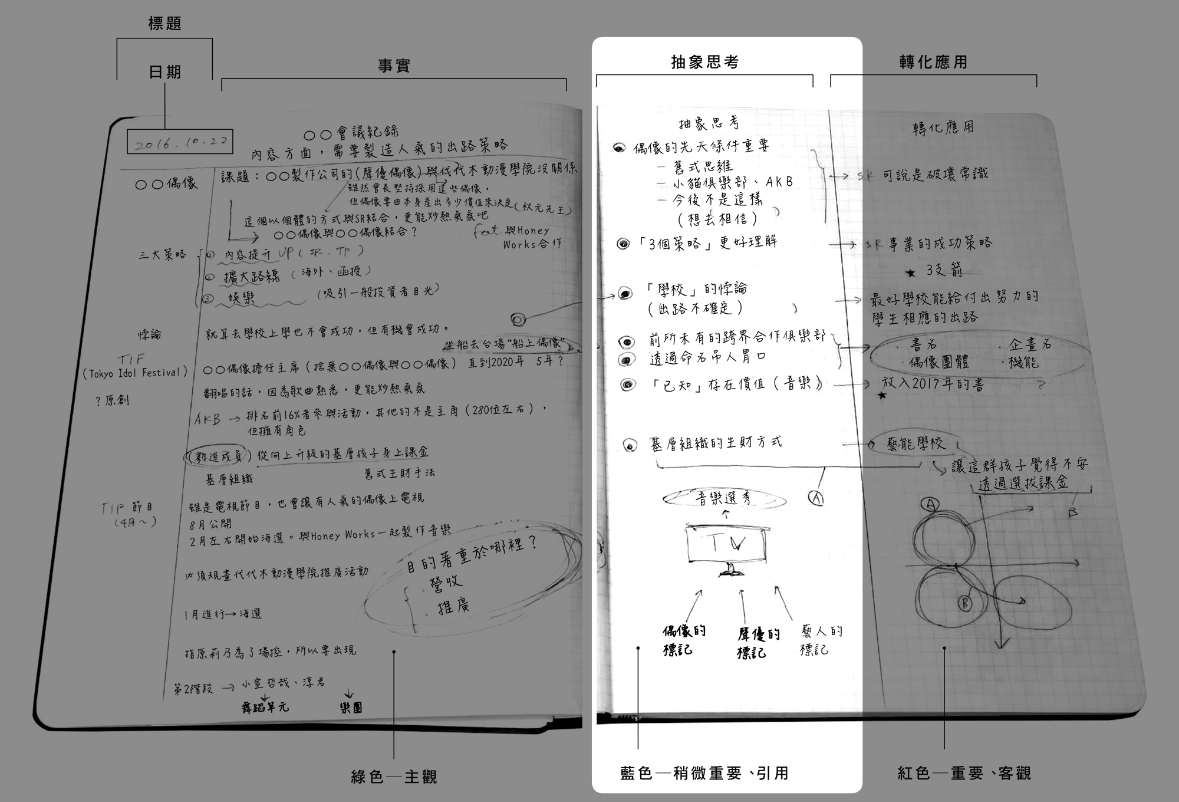 標題
日期
事實
抽象思考
轉化應用
2016.10.22
○○會議紀錄
內容方面，需要製造人氣的出路策略
○○偶像
課題：○○製作公司的(聲優偶像)與代代木動漫學院沒關係
雖然會長堅持採用這些偶像，
但偶像要由本身產出多少價值來決定(秋元先生)
這個以個體的方式與SR結合，更能炒熱氣氛吧
○○偶像與○○偶像結合？
feat.與Honey
Works合作
三大策略
① 內容提升 UP (SR、TP)
② 擴大路線 (海外、函授)
③ 娛樂 (吸引一般投資者目光)
悖論
就算去學校上學也不會成功，但有機會成功。
坐船去台場"船上偶像"
TIF
(Tokyo Idol Festival)
○○偶像擔任主席(捨棄○○偶像與○○偶像) 直到2020年 5年？
？原創
翻唱的話，因為歌曲熟悉，更能炒熱氣氛
AKB → 排名前16%者參與活動，其他的不是主角(280位左右)，
但擁有角色
從向上升級的基層孩子身上課金
基層組織
舊式生財手法
TIF 節目
(4月～)
雖是電視節目，也會讓有人氣的偶像上電視
8月公開
2月左右開始海選。與Honey Works一起製作音樂
必須規畫代代木動漫學院推廣活動
目的著重於哪裡？
・營收
・推廣
1月進行→海選
指原莉乃為了場控，所以要出現
第2階段 → 小室哲哉、淳君
舞蹈單元
樂團
綠色─主觀
抽象思考
偶像的先天條件重要
─ 舊式思維
─ 小貓俱樂部、AKB
─ 今後不是這樣
(想去相信)
「3個策略」更好理解
「學校」的悖論
(出路不確定)
前所未有的跨界合作俱樂部
透過命名吊人胃口
「已知」存在價值(音樂)
基層組織的生財方式
A
音樂選秀
TV
偶像的
標記
聲優的
標記
藝人的
標記
藍色─稍微重要、引用
轉化應用
SR 可說是破壞常識
SR 事業的成功策略
★ 3支箭
最好學校能給付出努力的
學生相應的出路
・書名 ・企畫名
・偶像團體 ・機能
放入2017年的書 ？
★
藝能學校
讓這群孩子覺得不安
透過選拔課金
A
B
B
紅色─重要、客觀